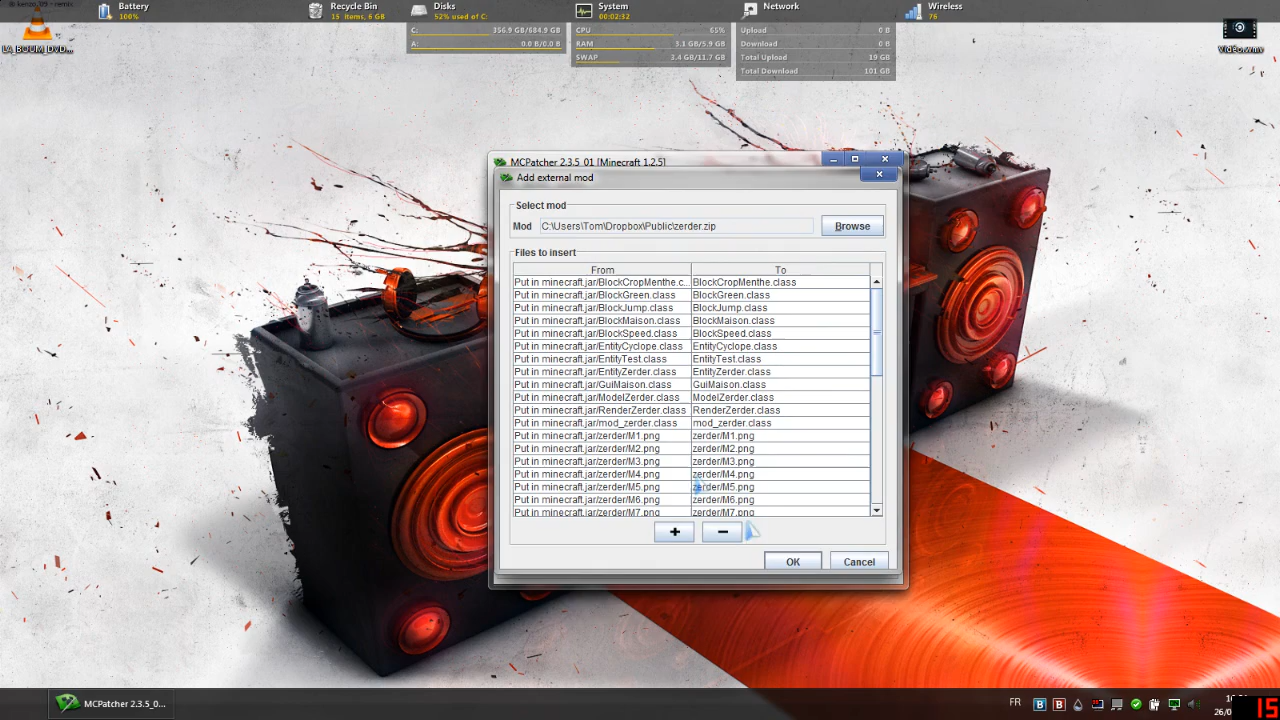 kenzo_35 - remix
Battery
100%
Recycle Bin
15 items, 6 GB
Disks
52% used of C:
System
00:02:32
Network
Wireless
76
C: 356.9 GB/684.9 GB
A: 0.0 B/0.0 B
CPU 65%
RAM 3.1 GB/5.9 GB
SWAP 3.4 GB/11.7 GB
Upload 0 B
Download 0 B
Total Upload 19 GB
Total Download 101 GB
LA_BOUM_DVD...
Vidéo.wmv
MCPatcher 2.3.5_01 [Minecraft 1.2.5]
Add external mod
Select mod
Mod C:\Users\Tom\Dropbox\Public\zerder.zip Browse
Files to insert
From To
Put in minecraft.jar/BlockCropMenthe.c... BlockCropMenthe.class
Put in minecraft.jar/BlockGreen.class BlockGreen.class
Put in minecraft.jar/BlockJump.class BlockJump.class
Put in minecraft.jar/BlockMaison.class BlockMaison.class
Put in minecraft.jar/BlockSpeed.class BlockSpeed.class
Put in minecraft.jar/EntityCyclope.class EntityCyclope.class
Put in minecraft.jar/EntityTest.class EntityTest.class
Put in minecraft.jar/EntityZerder.class EntityZerder.class
Put in minecraft.jar/GuiMaison.class GuiMaison.class
Put in minecraft.jar/ModelZerder.class ModelZerder.class
Put in minecraft.jar/RenderZerder.class RenderZerder.class
Put in minecraft.jar/mod_zerder.class mod_zerder.class
Put in minecraft.jar/zerder/M1.png zerder/M1.png
Put in minecraft.jar/zerder/M2.png zerder/M2.png
Put in minecraft.jar/zerder/M3.png zerder/M3.png
Put in minecraft.jar/zerder/M4.png zerder/M4.png
Put in minecraft.jar/zerder/M5.png zerder/M5.png
Put in minecraft.jar/zerder/M6.png zerder/M6.png
Put in minecraft.jar/zerder/M7.png zerder/M7.png
+ −
OK Cancel
MCPatcher 2.3.5_0...
FR
26/0
15